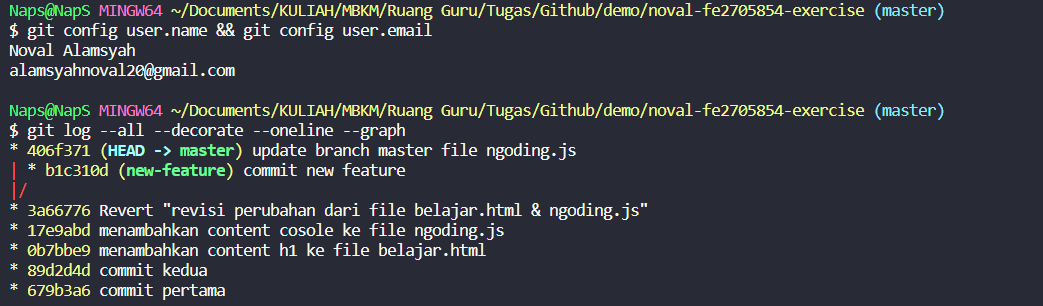 Naps@NapS MINGW64 ~/Documents/KULIAH/MBKM/Ruang Guru/Tugas/Github/demo/noval-fe2705854-exercise (master)
$ git config user.name && git config user.email
Noval Alamsyah
alamsyahnoval20@gmail.com
Naps@NapS MINGW64 ~/Documents/KULIAH/MBKM/Ruang Guru/Tugas/Github/demo/noval-fe2705854-exercise (master)
$ git log --all --decorate --oneline --graph
* 406f371 (HEAD -> master) update branch master file ngoding.js
| * b1c310d (new-feature) commit new feature
|/
* 3a66776 Revert "revisi perubahan dari file belajar.html & ngoding.js"
* 17e9abd menambahkan content cosole ke file ngoding.js
* 0b7bbe9 menambahkan content h1 ke file belajar.html
* 89d2d4d commit kedua
* 679b3a6 commit pertama